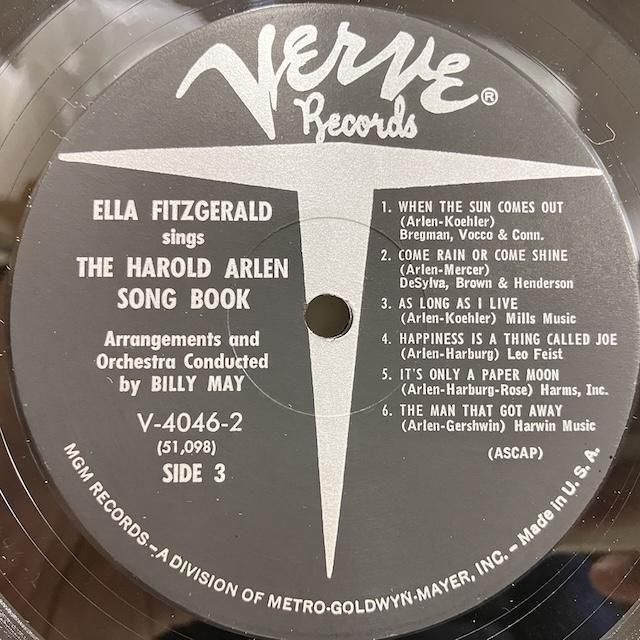 Verve®
Records
ELLA FITZGERALD
sings
THE HAROLD ARLEN
SONG BOOK
Arrangements and
Orchestra Conducted
by BILLY MAY
V-4046-2
(51,098)
SIDE 3
1. WHEN THE SUN COMES OUT
(Arlen-Koehler)
Bregman, Vocco & Conn.
2. COME RAIN OR COME SHINE
(Arlen-Mercer)
DeSylva, Brown & Henderson
3. AS LONG AS I LIVE
(Arlen-Koehler) Mills Music
4. HAPPINESS IS A THING CALLED JOE
(Arlen-Harburg) Leo Feist
5. IT'S ONLY A PAPER MOON
(Arlen-Harburg-Rose) Harms, Inc.
6. THE MAN THAT GOT AWAY
(Arlen-Gershwin) Harwin Music
(ASCAP)
MGM RECORDS – A DIVISION OF METRO-GOLDWYN-MAYER, INC. – Made in U.S.A.